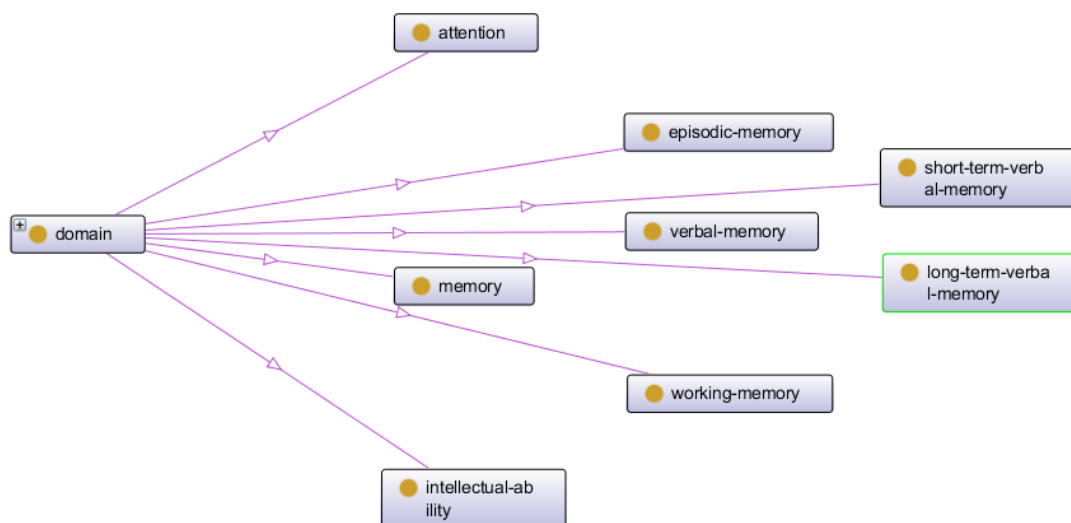 attention
episodic-memory
short-term-verb
al-memory
domain
verbal-memory
long-term-verba
l-memory
memory
working-memory
intellectual-ab
ility